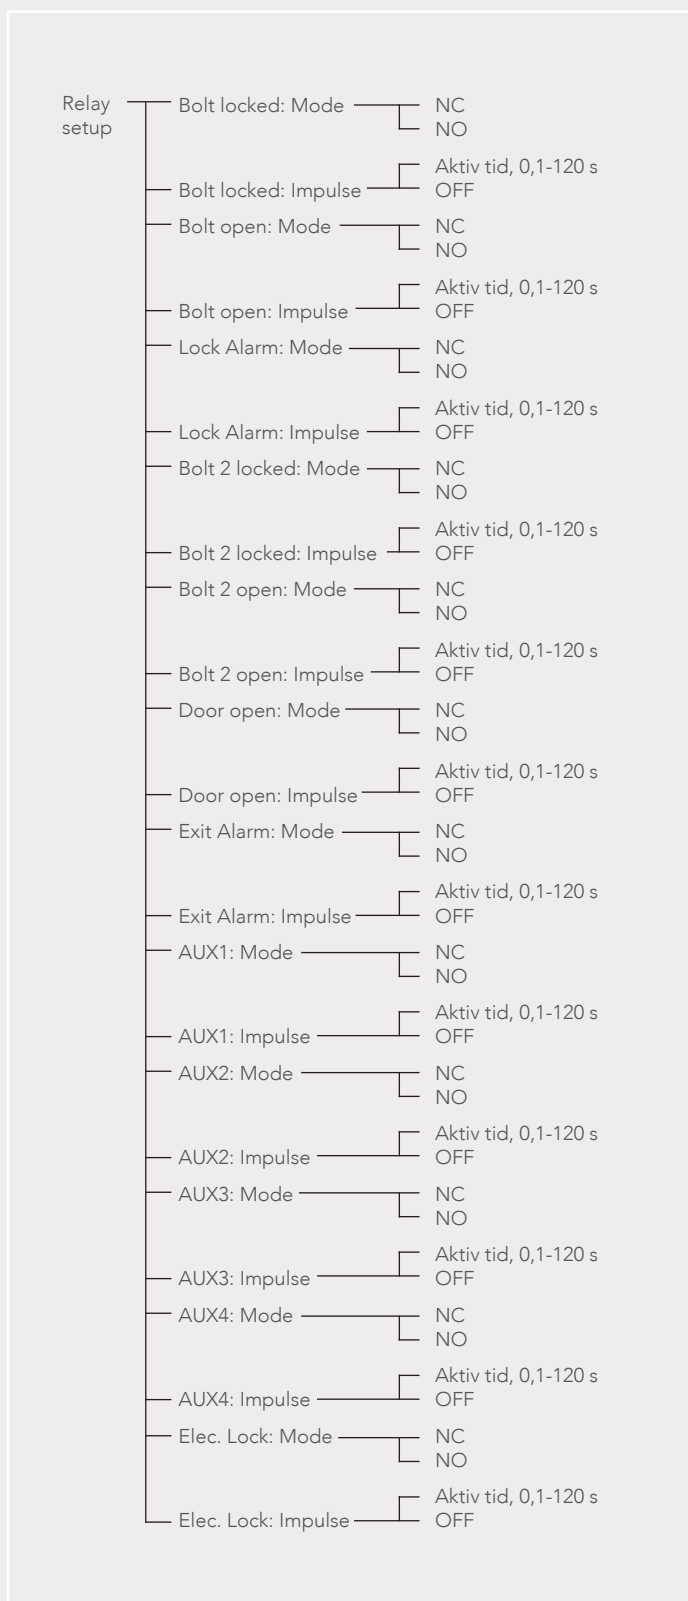 Relay
setup
Bolt locked: Mode
NC
NO
Aktiv tid, 0,1-120 s
Bolt locked: Impulse
OFF
Bolt open: Mode
NC
NO
Aktiv tid, 0,1-120 s
Bolt open: Impulse
OFF
Lock Alarm: Mode
NC
NO
Aktiv tid, 0,1-120 s
Lock Alarm: Impulse
OFF
Bolt 2 locked: Mode
NC
NO
Aktiv tid, 0,1-120 s
Bolt 2 locked: Impulse
OFF
Bolt 2 open: Mode
NC
NO
Aktiv tid, 0,1-120 s
Bolt 2 open: Impulse
OFF
Door open: Mode
NC
NO
Aktiv tid, 0,1-120 s
Door open: Impulse
OFF
Exit Alarm: Mode
NC
NO
Aktiv tid, 0,1-120 s
Exit Alarm: Impulse
OFF
AUX1: Mode
NC
NO
Aktiv tid, 0,1-120 s
AUX1: Impulse
OFF
AUX2: Mode
NC
NO
Aktiv tid, 0,1-120 s
AUX2: Impulse
OFF
AUX3: Mode
NC
NO
Aktiv tid, 0,1-120 s
AUX3: Impulse
OFF
AUX4: Mode
NC
NO
Aktiv tid, 0,1-120 s
AUX4: Impulse
OFF
Elec. Lock: Mode
NC
NO
Aktiv tid, 0,1-120 s
Elec. Lock: Impulse
OFF